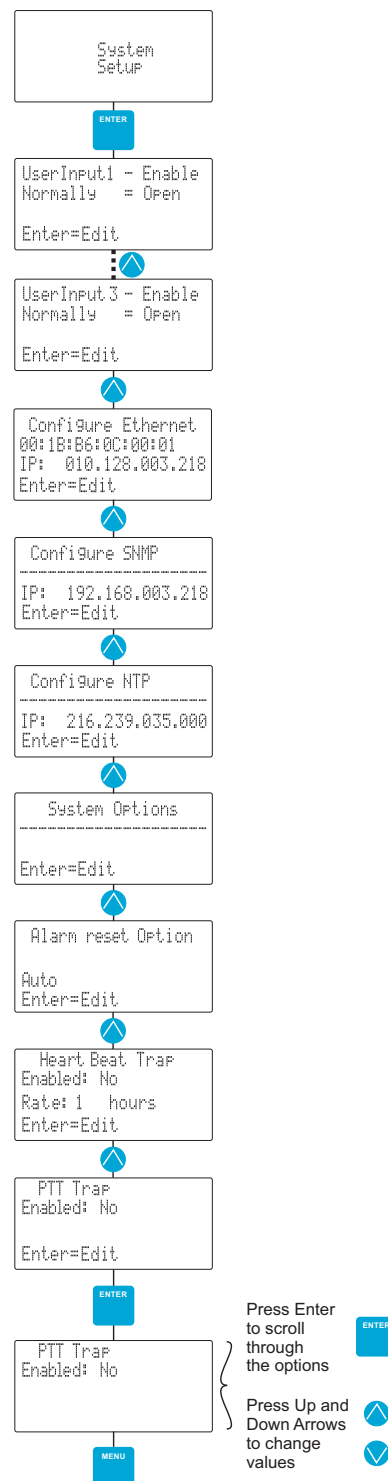 System
Setup
ENTER
UserInput1 - Enable
Normally = Open
Enter=Edit
UserInput 3 - Enable
Normally = Open
Enter=Edit
Configure Ethernet
00:1B:B6:0C:00:01
IP: 010.128.003.218
Enter=Edit
Configure SNMP
IP: 192.168.003.218
Enter=Edit
Configure NTP
IP: 216.239.035.000
Enter=Edit
System Options
Enter=Edit
Alarm reset Option
Auto
Enter=Edit
Heart Beat Trap
Enabled: No
Rate: 1 hours
Enter=Edit
PTT Trap
Enabled: No
Enter=Edit
ENTER
PTT Trap
Enabled: No
MENU
Press Enter
to scroll
through
the options
ENTER
Press Up and
Down Arrows
to change
values